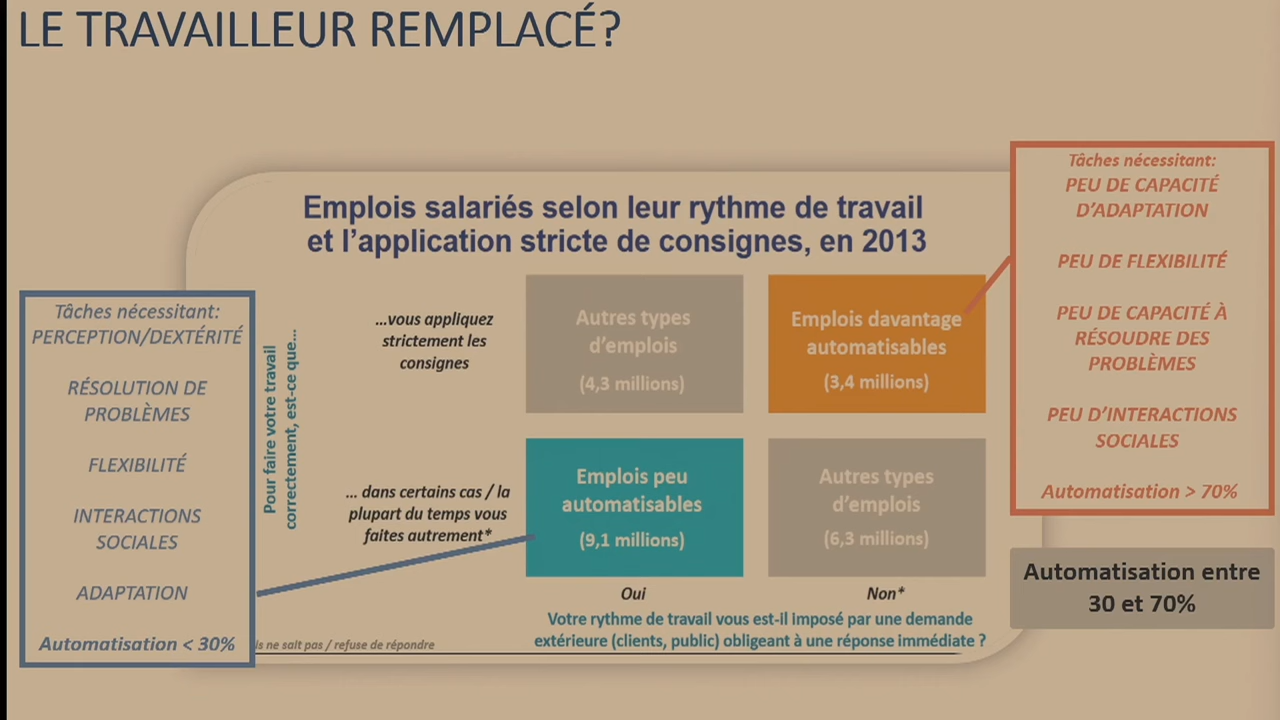 LE TRAVAILLEUR REMPLACÉ?
Emplois salariés selon leur rythme de travail
et l'application stricte de consignes, en 2013
Tâches nécessitant:
PERCEPTION/DEXTÉRITÉ
RÉSOLUTION DE
PROBLÈMES
FLEXIBILITÉ
INTERACTIONS
SOCIALES
ADAPTATION
Automatisation < 30%
Pour faire votre travail
correctement, est-ce que...
...vous appliquez
strictement les
consignes
Autres types
d'emplois
(4,3 millions)
Emplois davantage
automatisables
(3,4 millions)
... dans certains cas / la
plupart du temps vous
faites autrement*
Emplois peu
automatisables
(9,1 millions)
Autres types
d'emploi
(6,3 millions)
Oui
Non*
Votre rythme de travail vous est-il imposé par une demande
extérieure (clients, public) obligeant à une réponse immédiate ?
ne sait pas / refuse de répondre
Tâches nécessitant:
PEU DE CAPACITÉ
D'ADAPTATION
PEU DE FLEXIBILITÉ
PEU DE CAPACITÉ À
RÉSOUDRE DES
PROBLÈMES
PEU D'INTERACTIONS
SOCIALES
Automatisation > 70%
Automatisation entre
30 et 70%